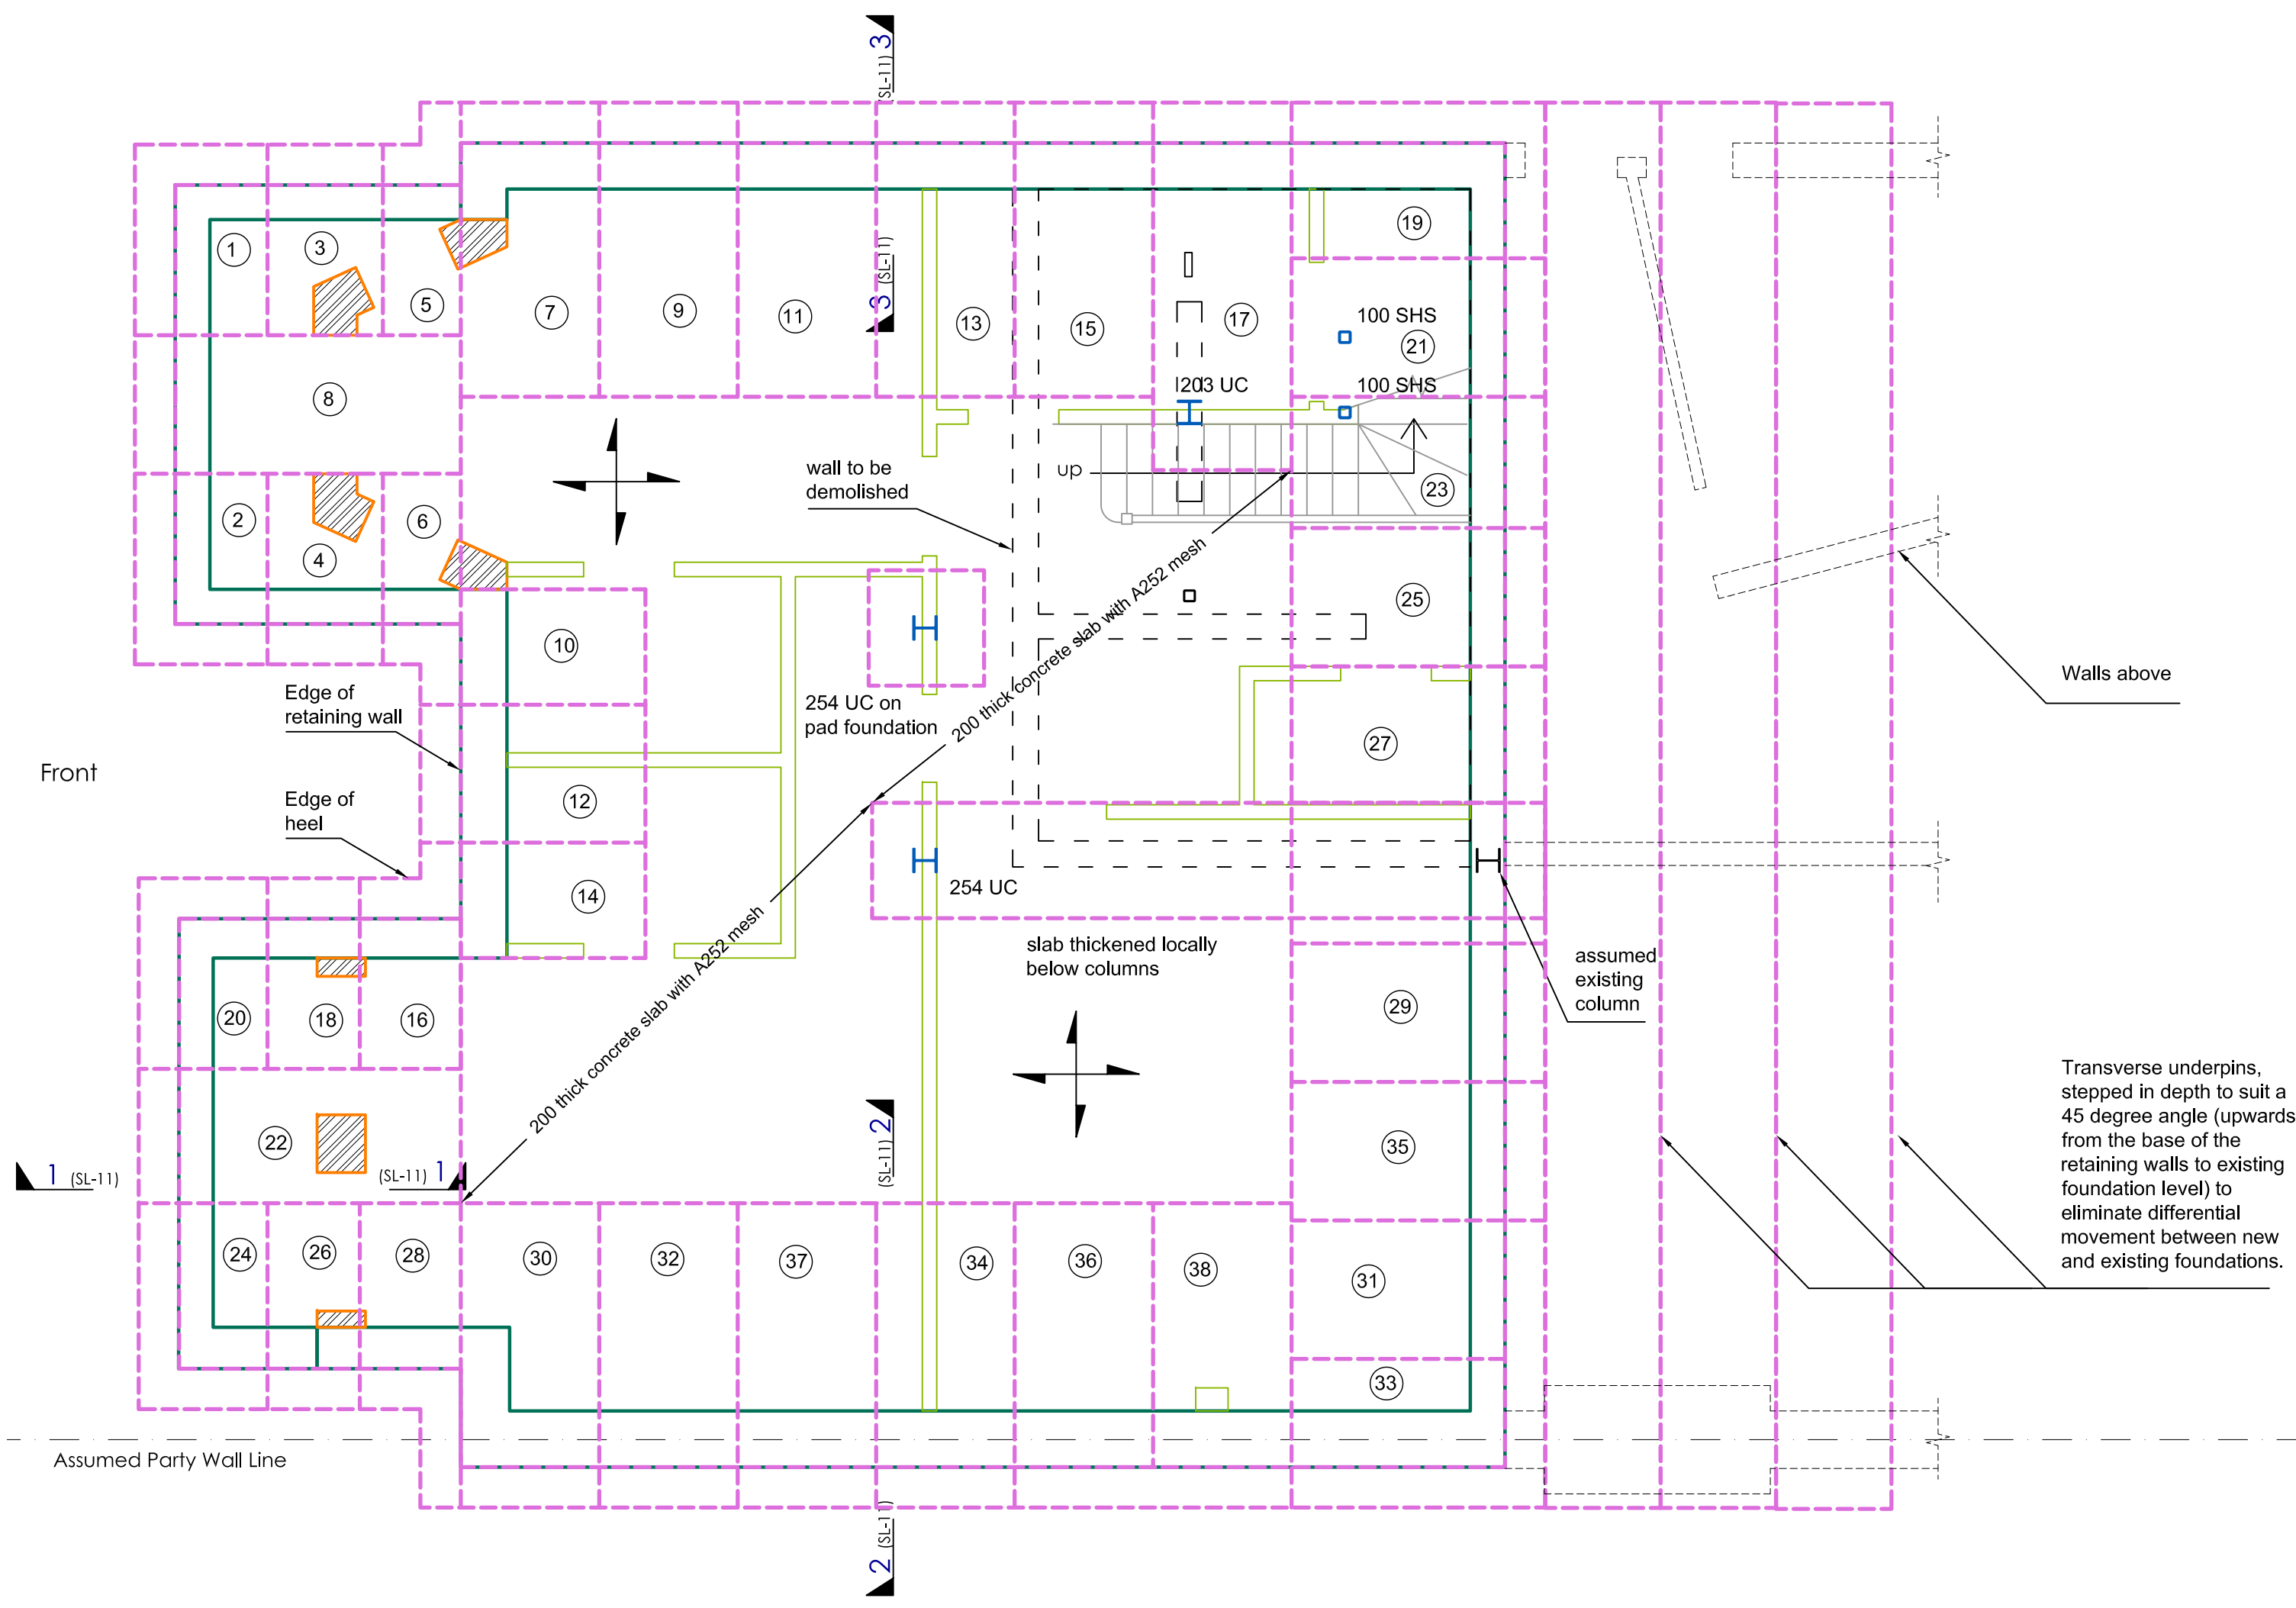 3
(SL-11)
19
1
3
5
7
9
11
3 (SL-11)
13
15
17
100 SHS
21
8
203 UC
100 SHS
wall to be
demolished
up
23
2
4
6
10
25
200 thick concrete slab with A252 mesh
Walls above
Edge of
retaining wall
254 UC on
pad foundation
27
Front
12
Edge of
heel
14
254 UC
slab thickened locally
below columns
assumed
existing
column
200 thick concrete slab with A252 mesh
20
18
16
29
Transverse underpins,
stepped in depth to suit a
45 degree angle (upwards
from the base of the
retaining walls to existing
foundation level) to
eliminate differential
movement between new
and existing foundations.
22
35
(SL-11) 2
1 (SL-11)
(SL-11) 1
24
26
28
30
32
37
34
36
38
31
33
Assumed Party Wall Line
2 (SL-11)